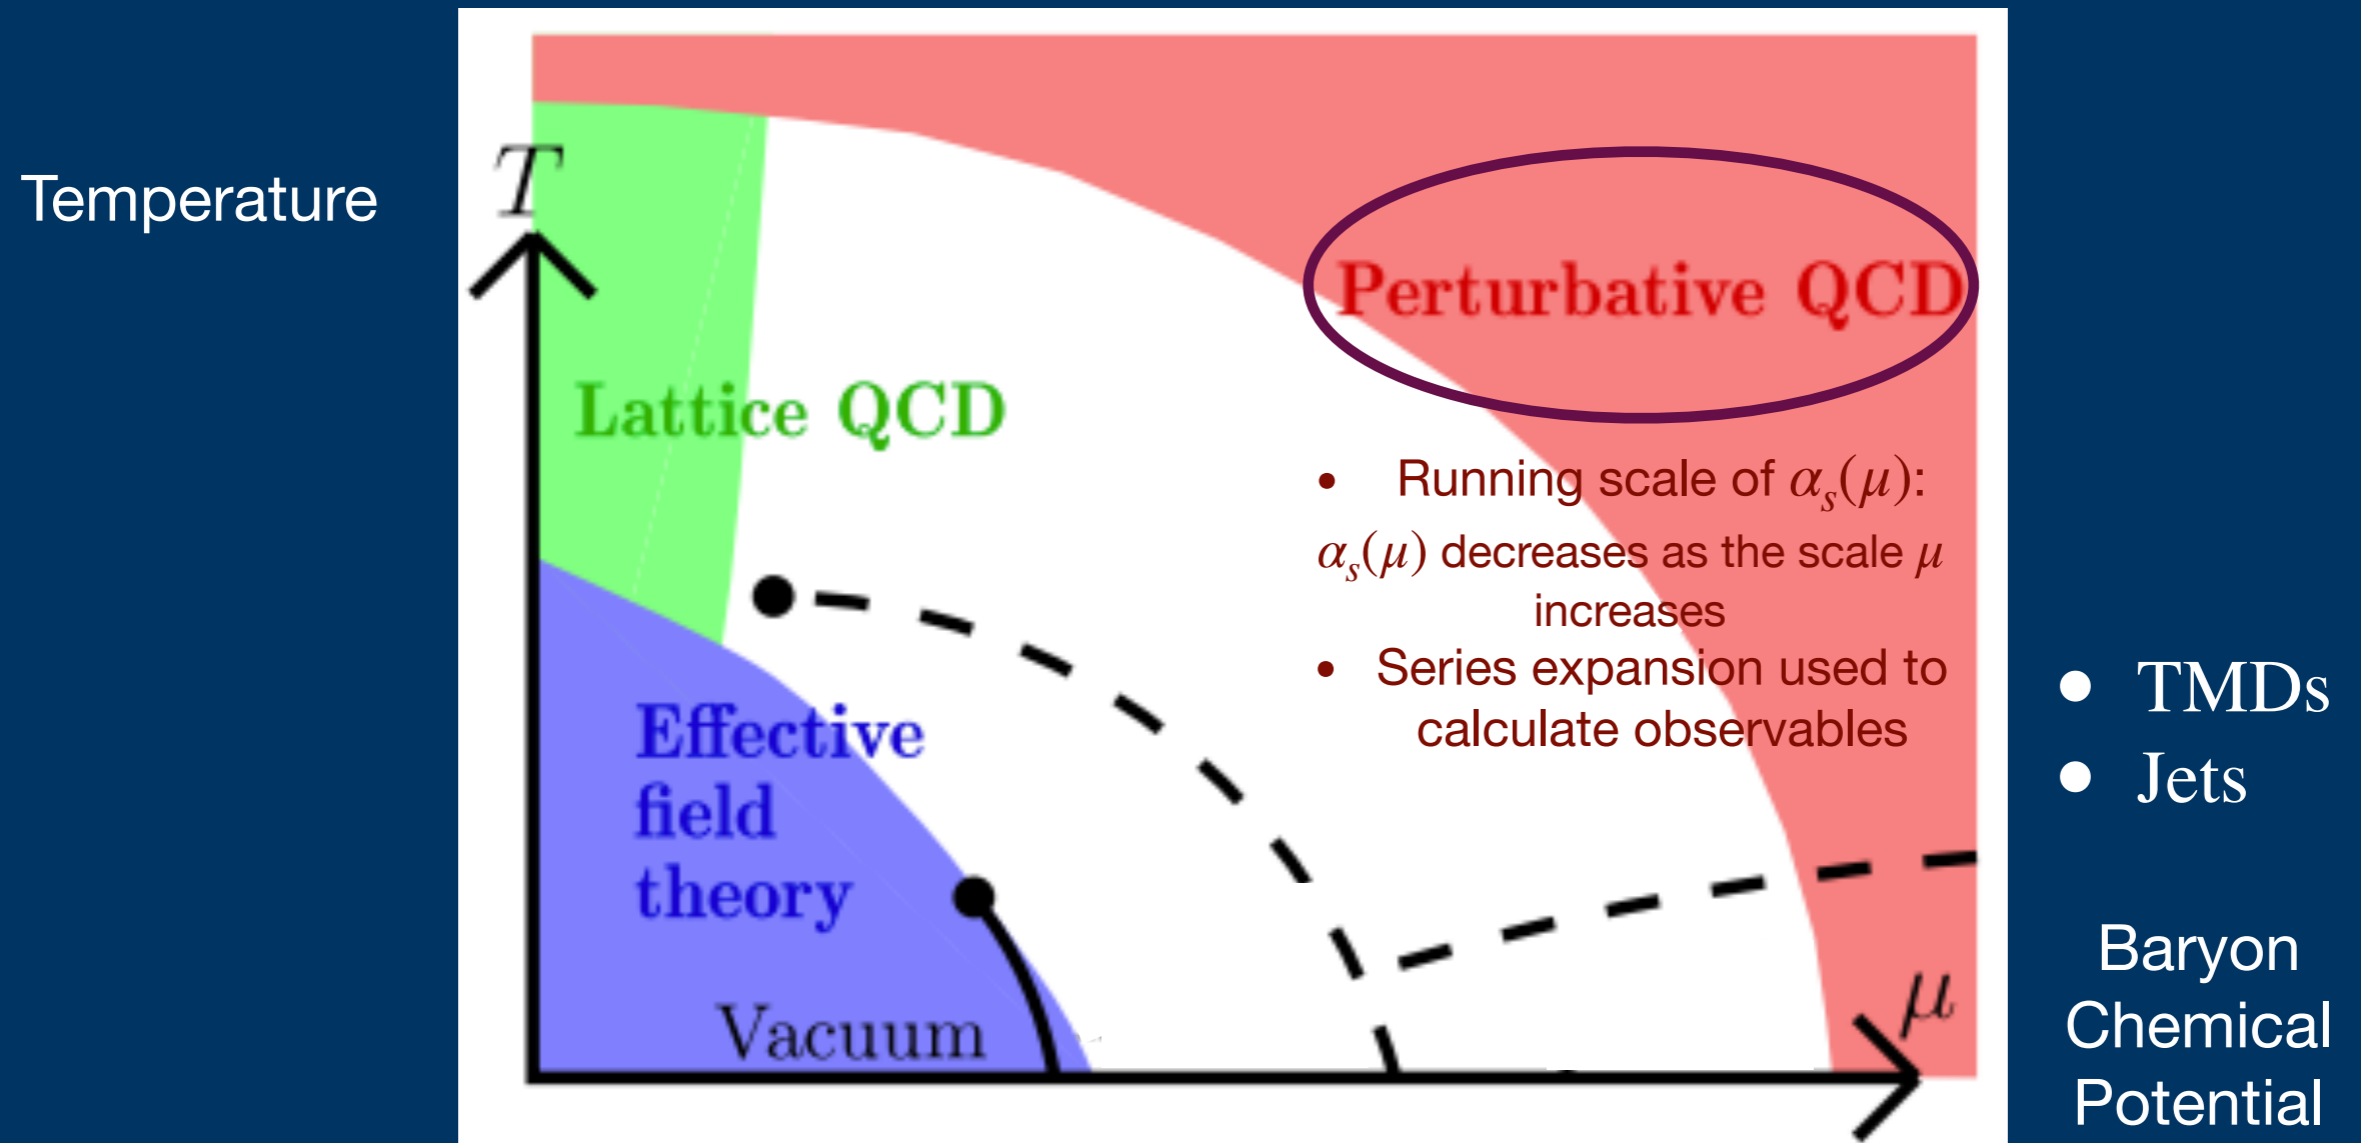 Temperature
T
Perturbative QCD
Lattice QCD
• Running scale of αₛ(μ):
αₛ(μ) decreases as the scale μ
increases
• Series expansion used to
calculate observables
Effective
field
theory
Vacuum
μ
• TMDs
• Jets
Baryon
Chemical
Potential